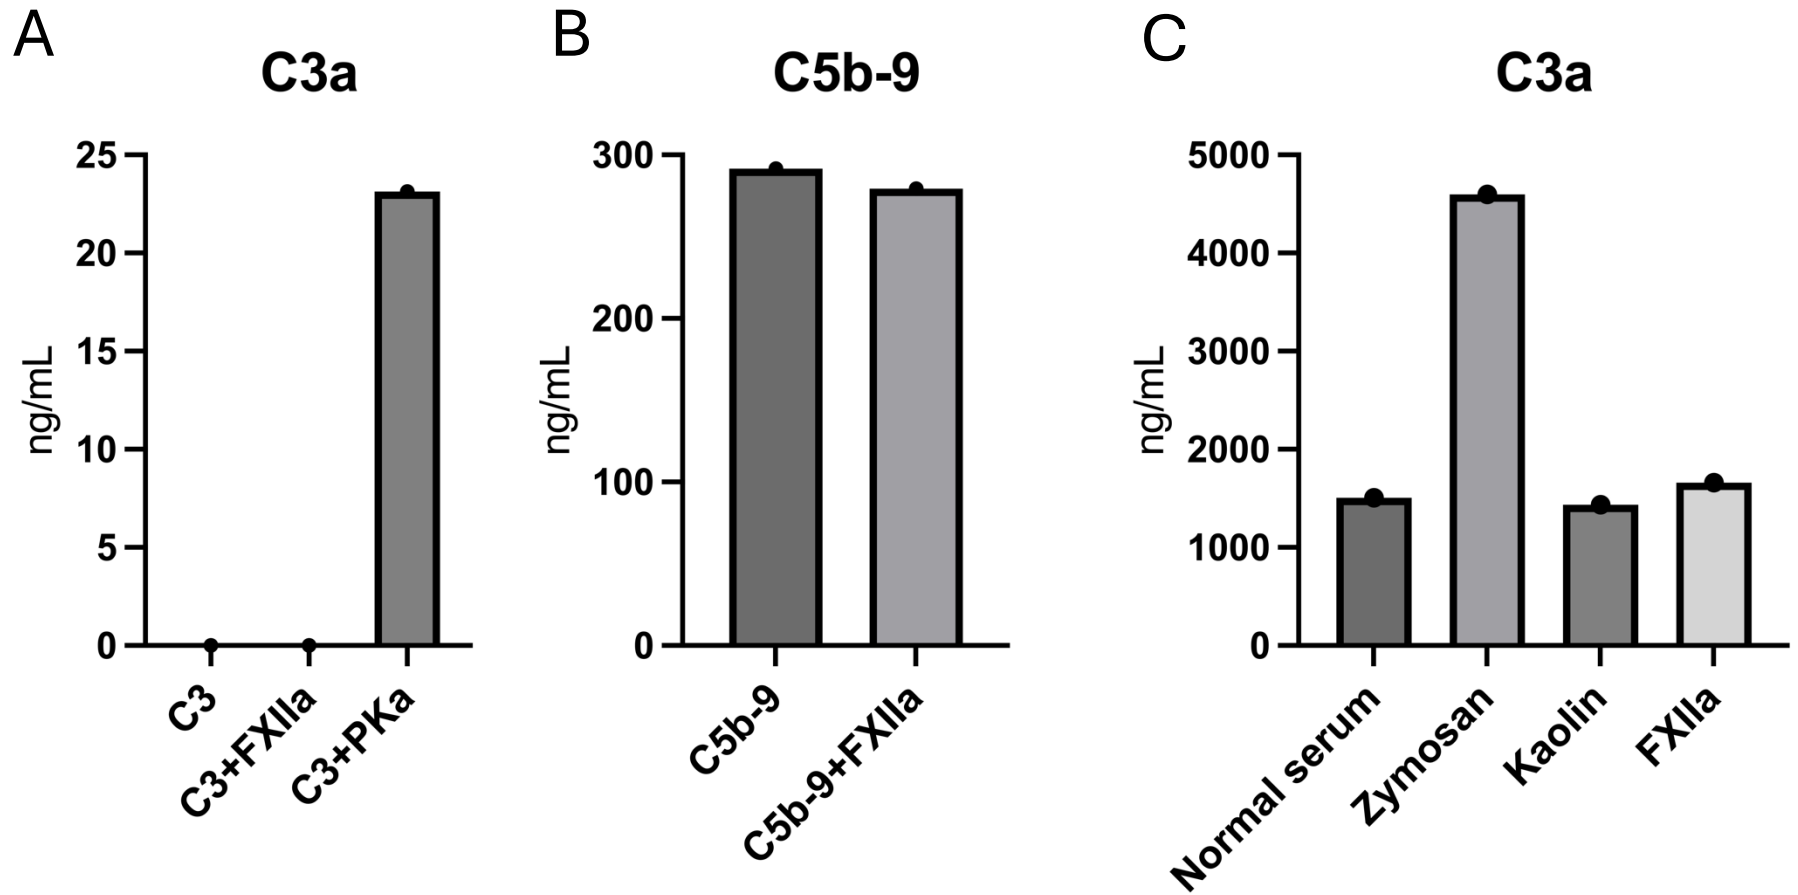 A
C3a
25
20
15
10
5
0
ng/mL
C3
C3+FXIIa
C3+PKa
B
C5b-9
300
200
100
0
ng/mL
C5b-9
C5b-9+FXIIa
C
C3a
5000
4000
3000
2000
1000
0
ng/mL
Normal serum
Zymosan
Kaolin
FXIIa